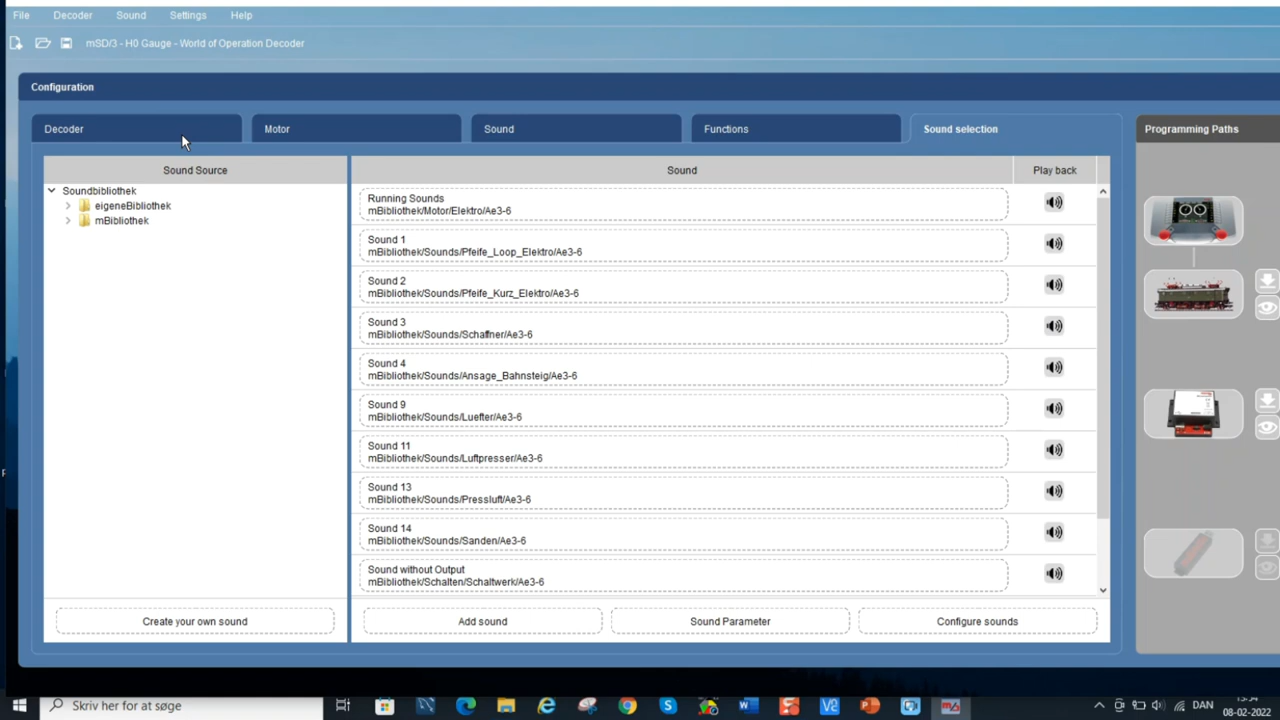 File Decoder Sound Settings Help
mSD/3 - H0 Gauge - World of Operation Decoder
Configuration
Decoder Motor Sound Functions Sound selection
Programming Paths
Sound Source
Sound
Play back
Soundbibliothek
eigeneBibliothek
mBibliothek
Running Sounds
mBibliothek/Motor/Elektro/Ae3-6
Sound 1
mBibliothek/Sounds/Pfeife_Loop_Elektro/Ae3-6
Sound 2
mBibliothek/Sounds/Pfeife_Kurz_Elektro/Ae3-6
Sound 3
mBibliothek/Sounds/Schaffner/Ae3-6
Sound 4
mBibliothek/Sounds/Ansage_Bahnsteig/Ae3-6
Sound 9
mBibliothek/Sounds/Luefter/Ae3-6
Sound 11
mBibliothek/Sounds/Luftpresser/Ae3-6
Sound 13
mBibliothek/Sounds/Pressluft/Ae3-6
Sound 14
mBibliothek/Sounds/Sanden/Ae3-6
Sound without Output
mBibliothek/Schalten/Schaltwerk/Ae3-6
Create your own sound
Add sound
Sound Parameter
Configure sounds
Skriv her for at søge
DAN
08-02-2022